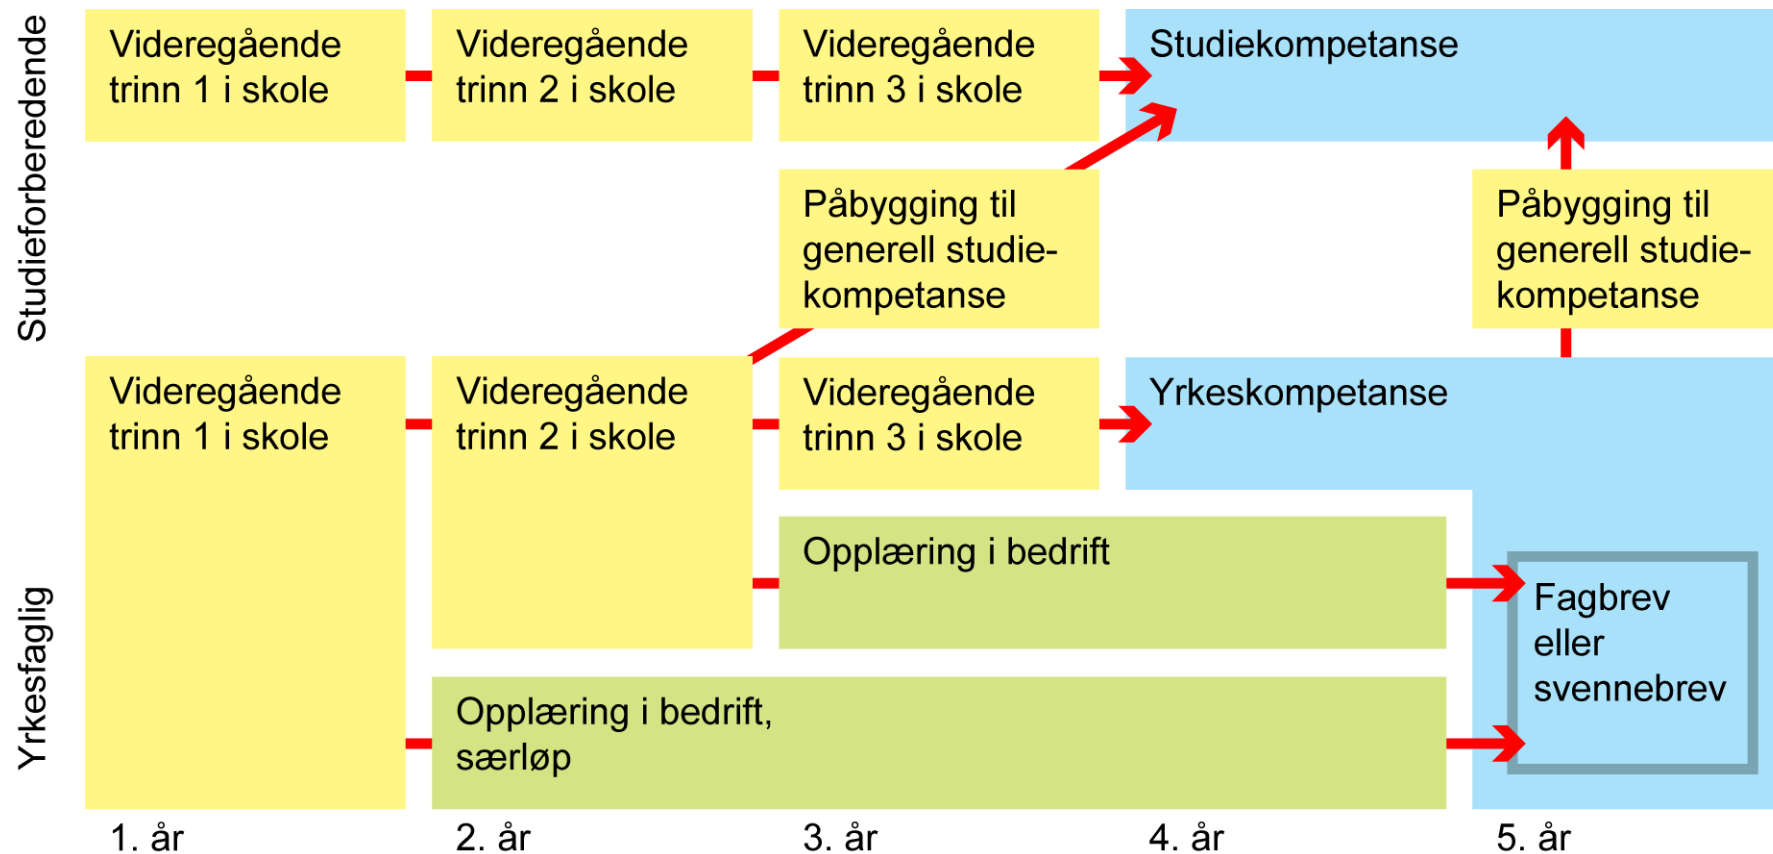 Studieforberedende
Videregående
trinn 1 i skole
Videregående
trinn 2 i skole
Videregående
trinn 3 i skole
Studiekompetanse
Påbygging til
generell studie-
kompetanse
Påbygging til
generell studie-
kompetanse
Yrkesfaglig
Videregående
trinn 1 i skole
Videregående
trinn 2 i skole
Videregående
trinn 3 i skole
Yrkeskompetanse
Opplæring i bedrift
Fagbrev
eller
svennebrev
Opplæring i bedrift,
særløp
1. år
2. år
3. år
4. år
5. år